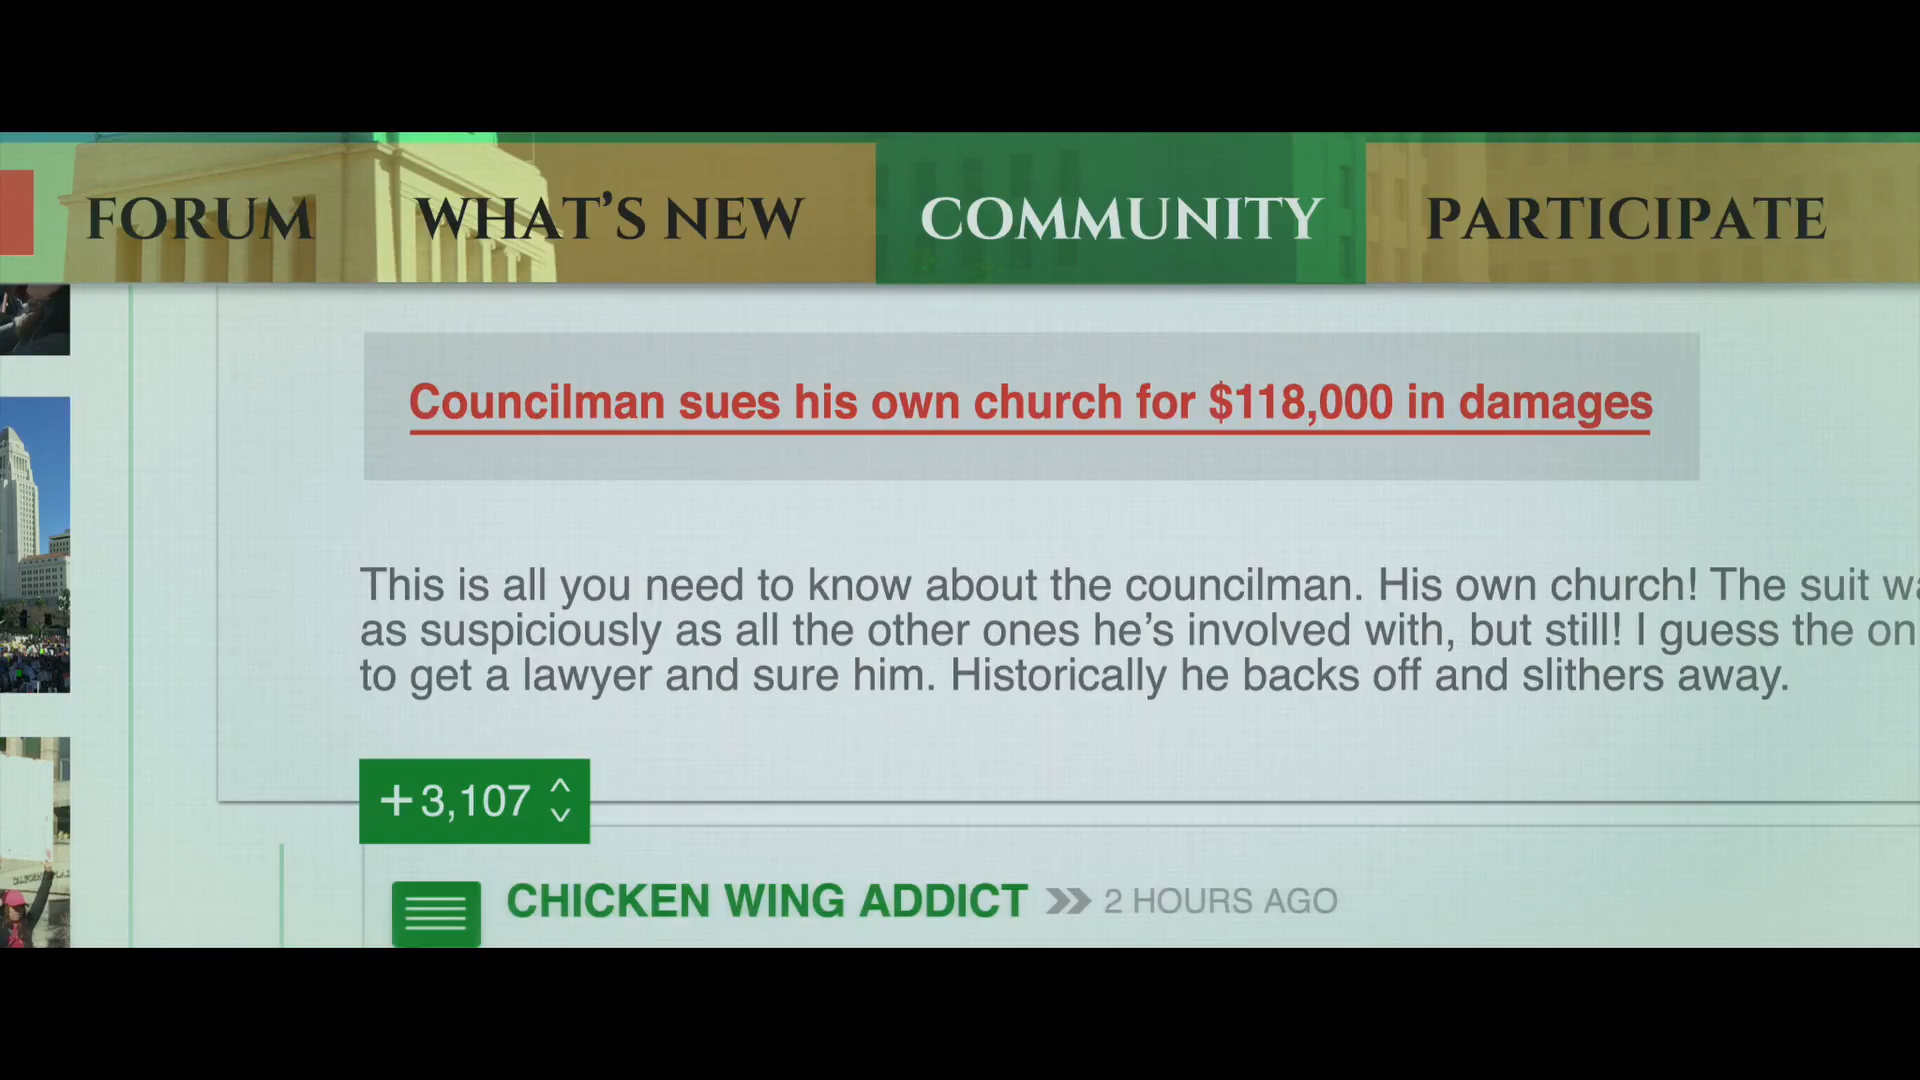 FORUM
WHAT'S NEW
COMMUNITY
PARTICIPATE
Councilman sues his own church for $118,000 in damages
This is all you need to know about the councilman. His own church! The suit
as suspiciously as all the other ones he's involved with, but still! I guess the
to get a lawyer and sure him. Historically he backs off and slithers away.
+3,107
CHICKEN WING ADDICT
2 HOURS AGO